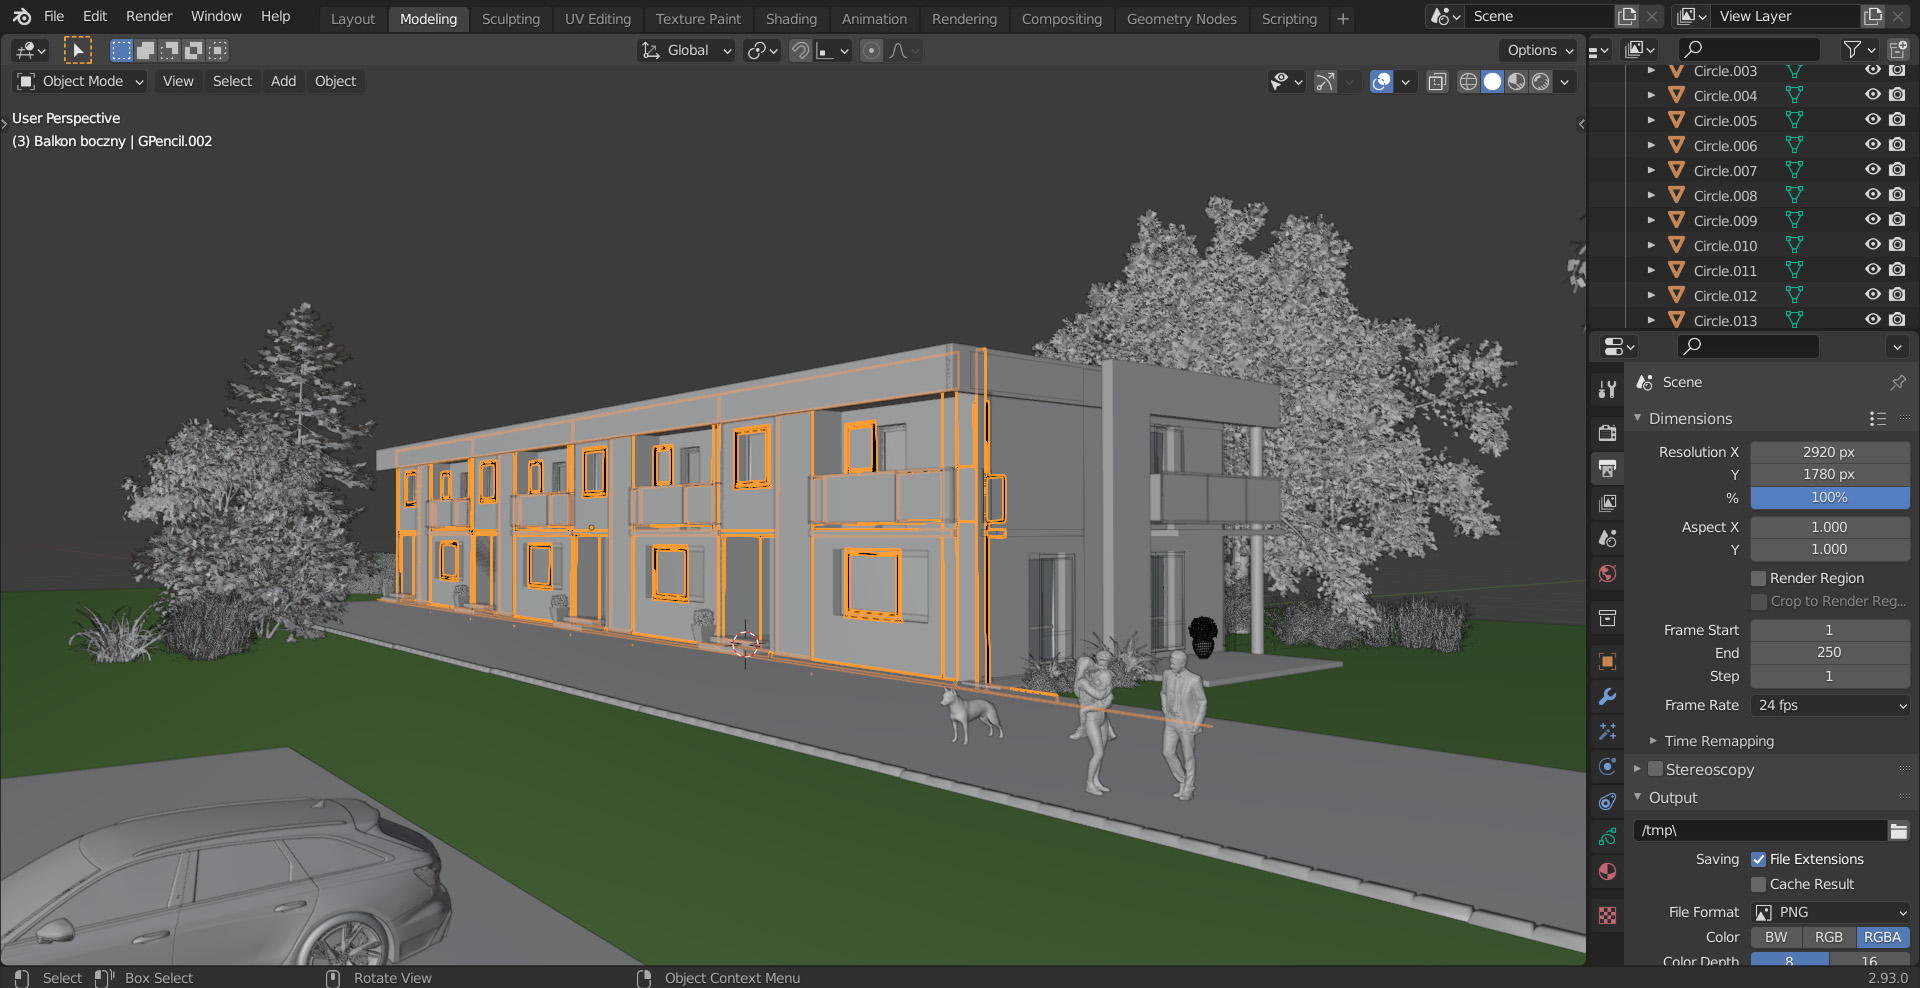 File Edit Render Window Help Layout Modeling Sculpting UV Editing Texture Paint Shading Animation Rendering Compositing Geometry Nodes Scripting + Scene View Layer
Global Options
Object Mode View Select Add Object
User Perspective
(3) Balkon boczny | GPencil.002
Circle.003
Circle.004
Circle.005
Circle.006
Circle.007
Circle.008
Circle.009
Circle.010
Circle.011
Circle.012
Circle.013
Scene
Dimensions
Resolution X 2920 px
Y 1780 px
% 100%
Aspect X 1.000
Y 1.000
Render Region
Crop to Render Reg...
Frame Start 1
End 250
Step 1
Frame Rate 24 fps
Time Remapping
Stereoscopy
Output
/tmp\
Saving File Extensions
Cache Result
File Format PNG
Color BW RGB RGBA
Color Depth 8 16
Select Box Select Rotate View Object Context Menu 2.93.0